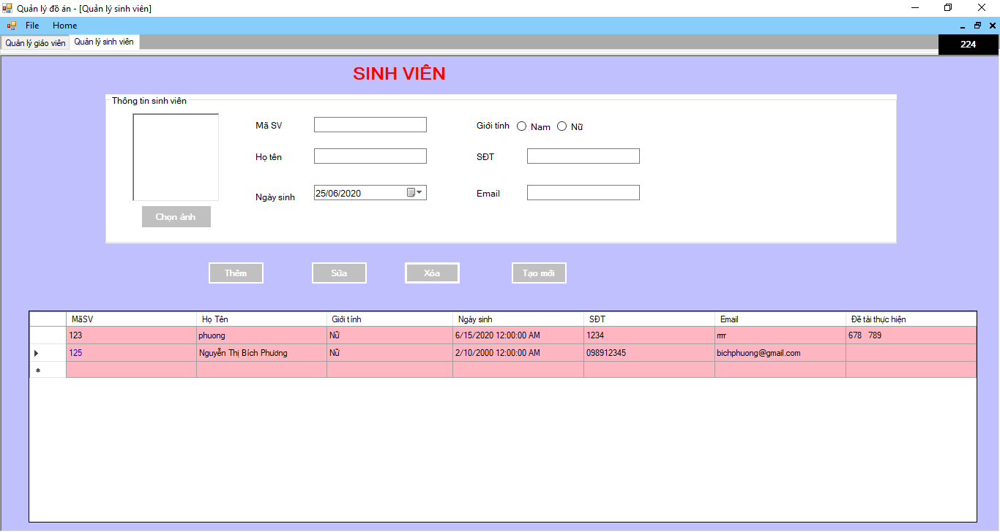 Quản lý đồ án - [Quản lý sinh viên]
File Home
Quản lý giáo viên Quản lý sinh viên
224
SINH VIÊN
Thông tin sinh viên
Mã SV Giới tính Nam Nữ
Họ tên SĐT
Ngày sinh 25/06/2020 Email
Chọn ảnh
Thêm Sửa Xóa Tạo mới
MãSV Họ Tên Giới tính Ngày sinh SĐT Email Đề tài thực hiện
123 phuong Nữ 6/15/2020 12:00:00 AM 1234 678 789
125 Nguyễn Thị Bích Phương Nữ 2/10/2000 12:00:00 AM 098912345 bichphuong@gmail.com